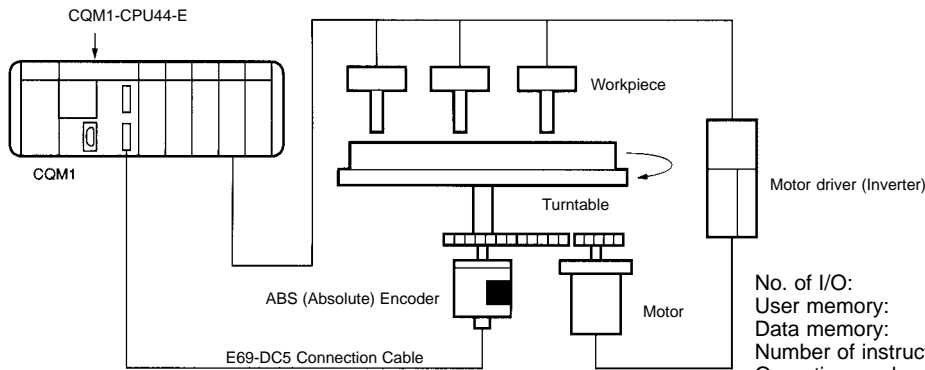 CQM1-CPU44-E
Workpiece
CQM1
Motor driver (Inverter)
Turntable
ABS (Absolute) Encoder
Motor
No. of I/O:
User memory:
Data memory:
Number of
E69-DC5 Connection Cable